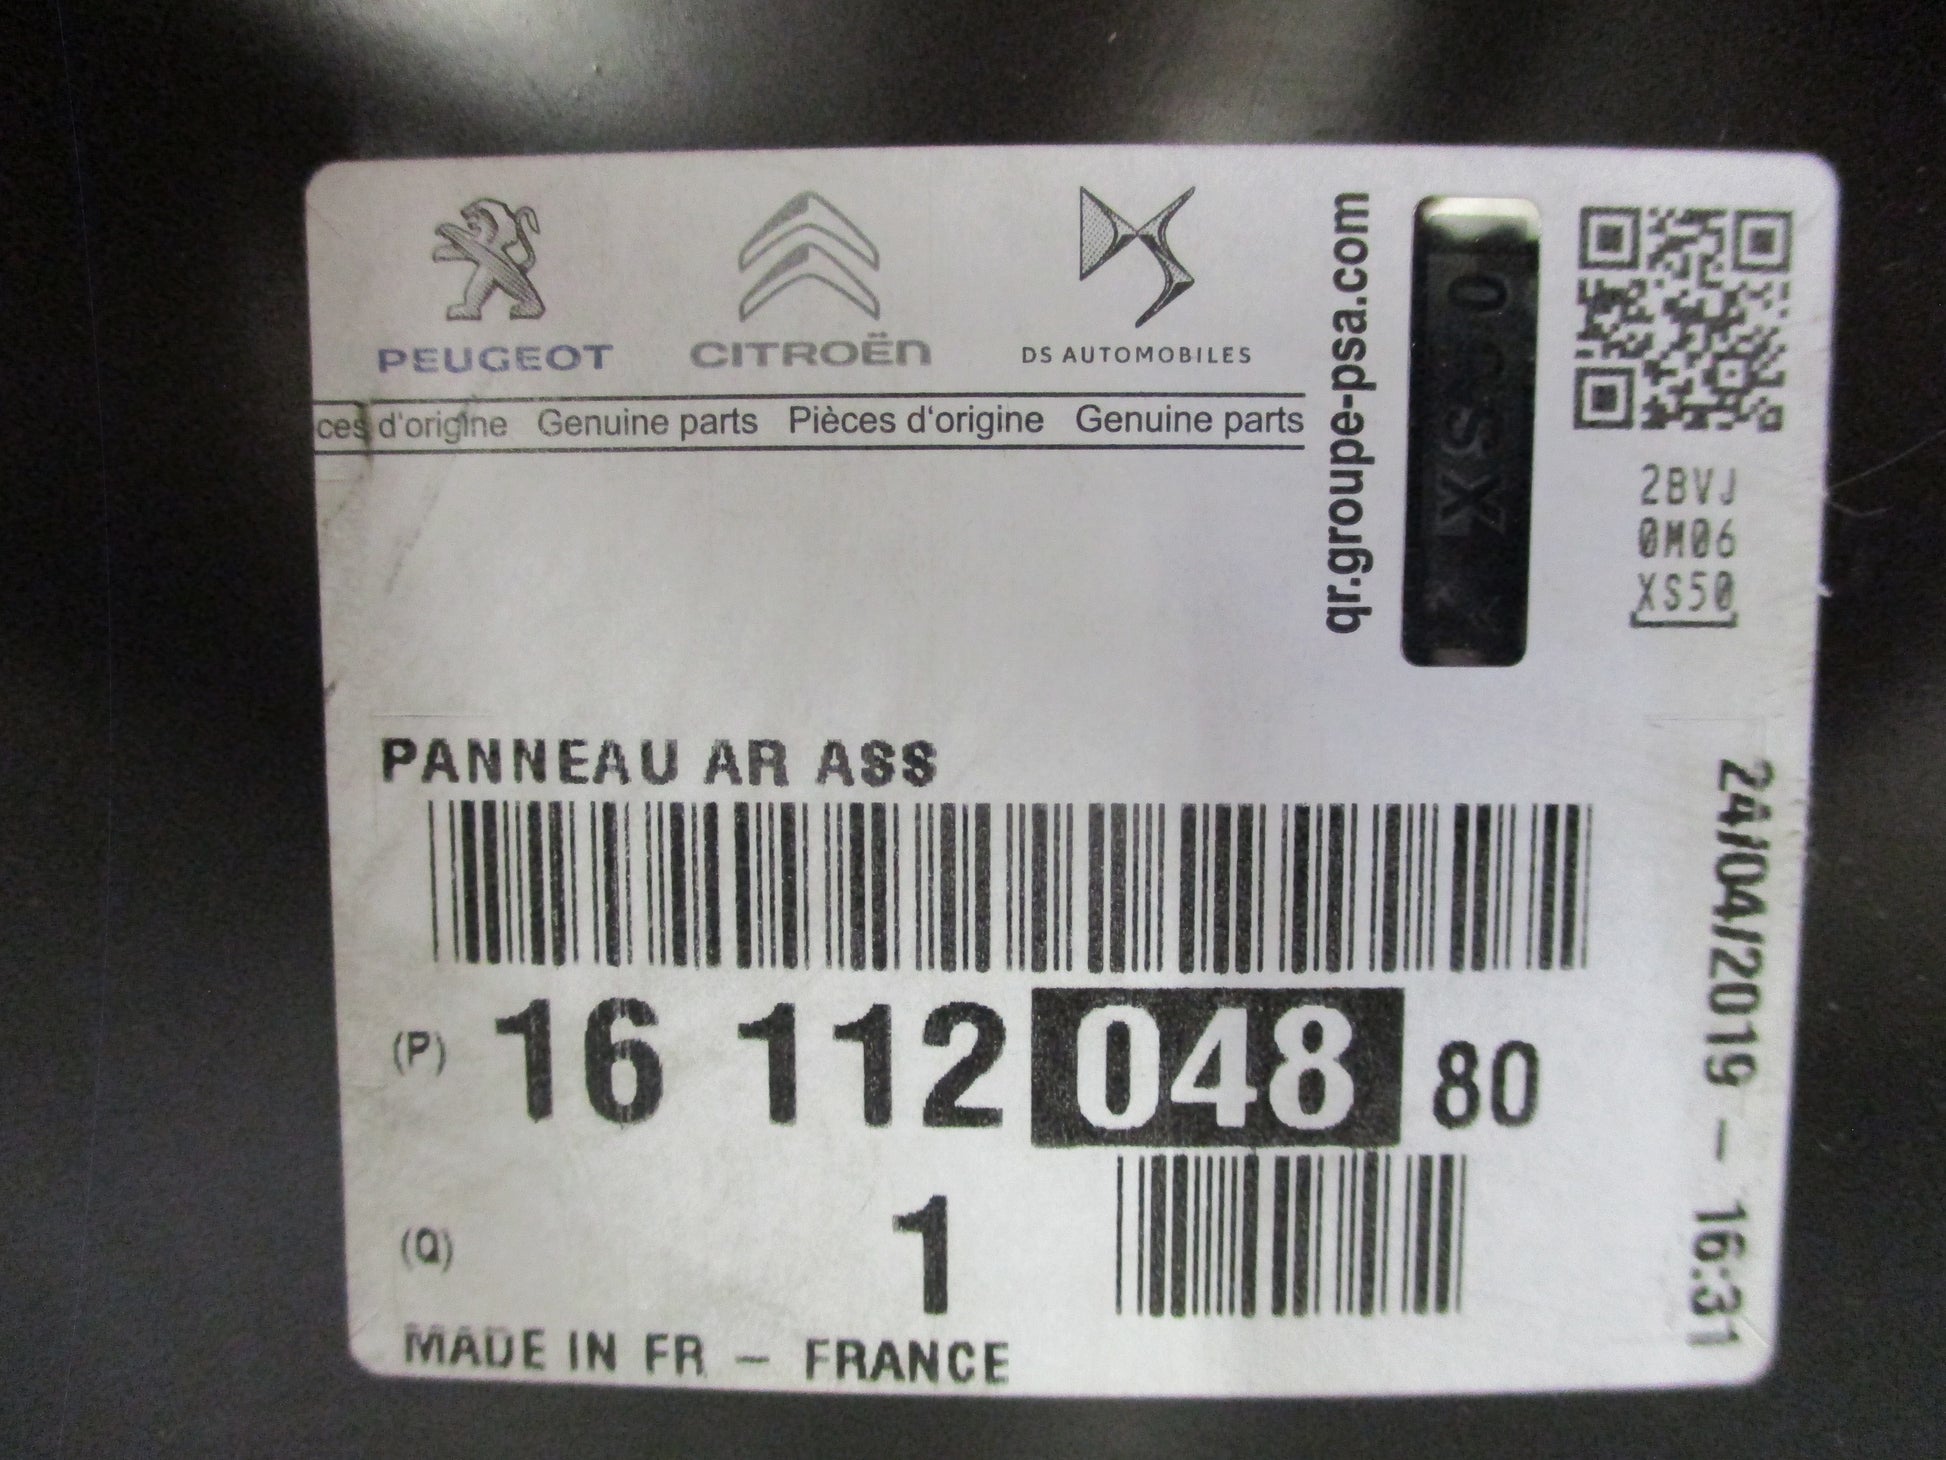 PEUGEOT CITROËN DS AUTOMOBILES
ces d'origine Genuine parts Pièces d'origine Genuine parts
qr.groupe-psa.com
XS50
2BVJ
0M06
XS50
PANNEAU AR ASS
(P) 16 112 048 80
(Q) 1
MADE IN FR - FRANCE
24/04/2019 - 16:31